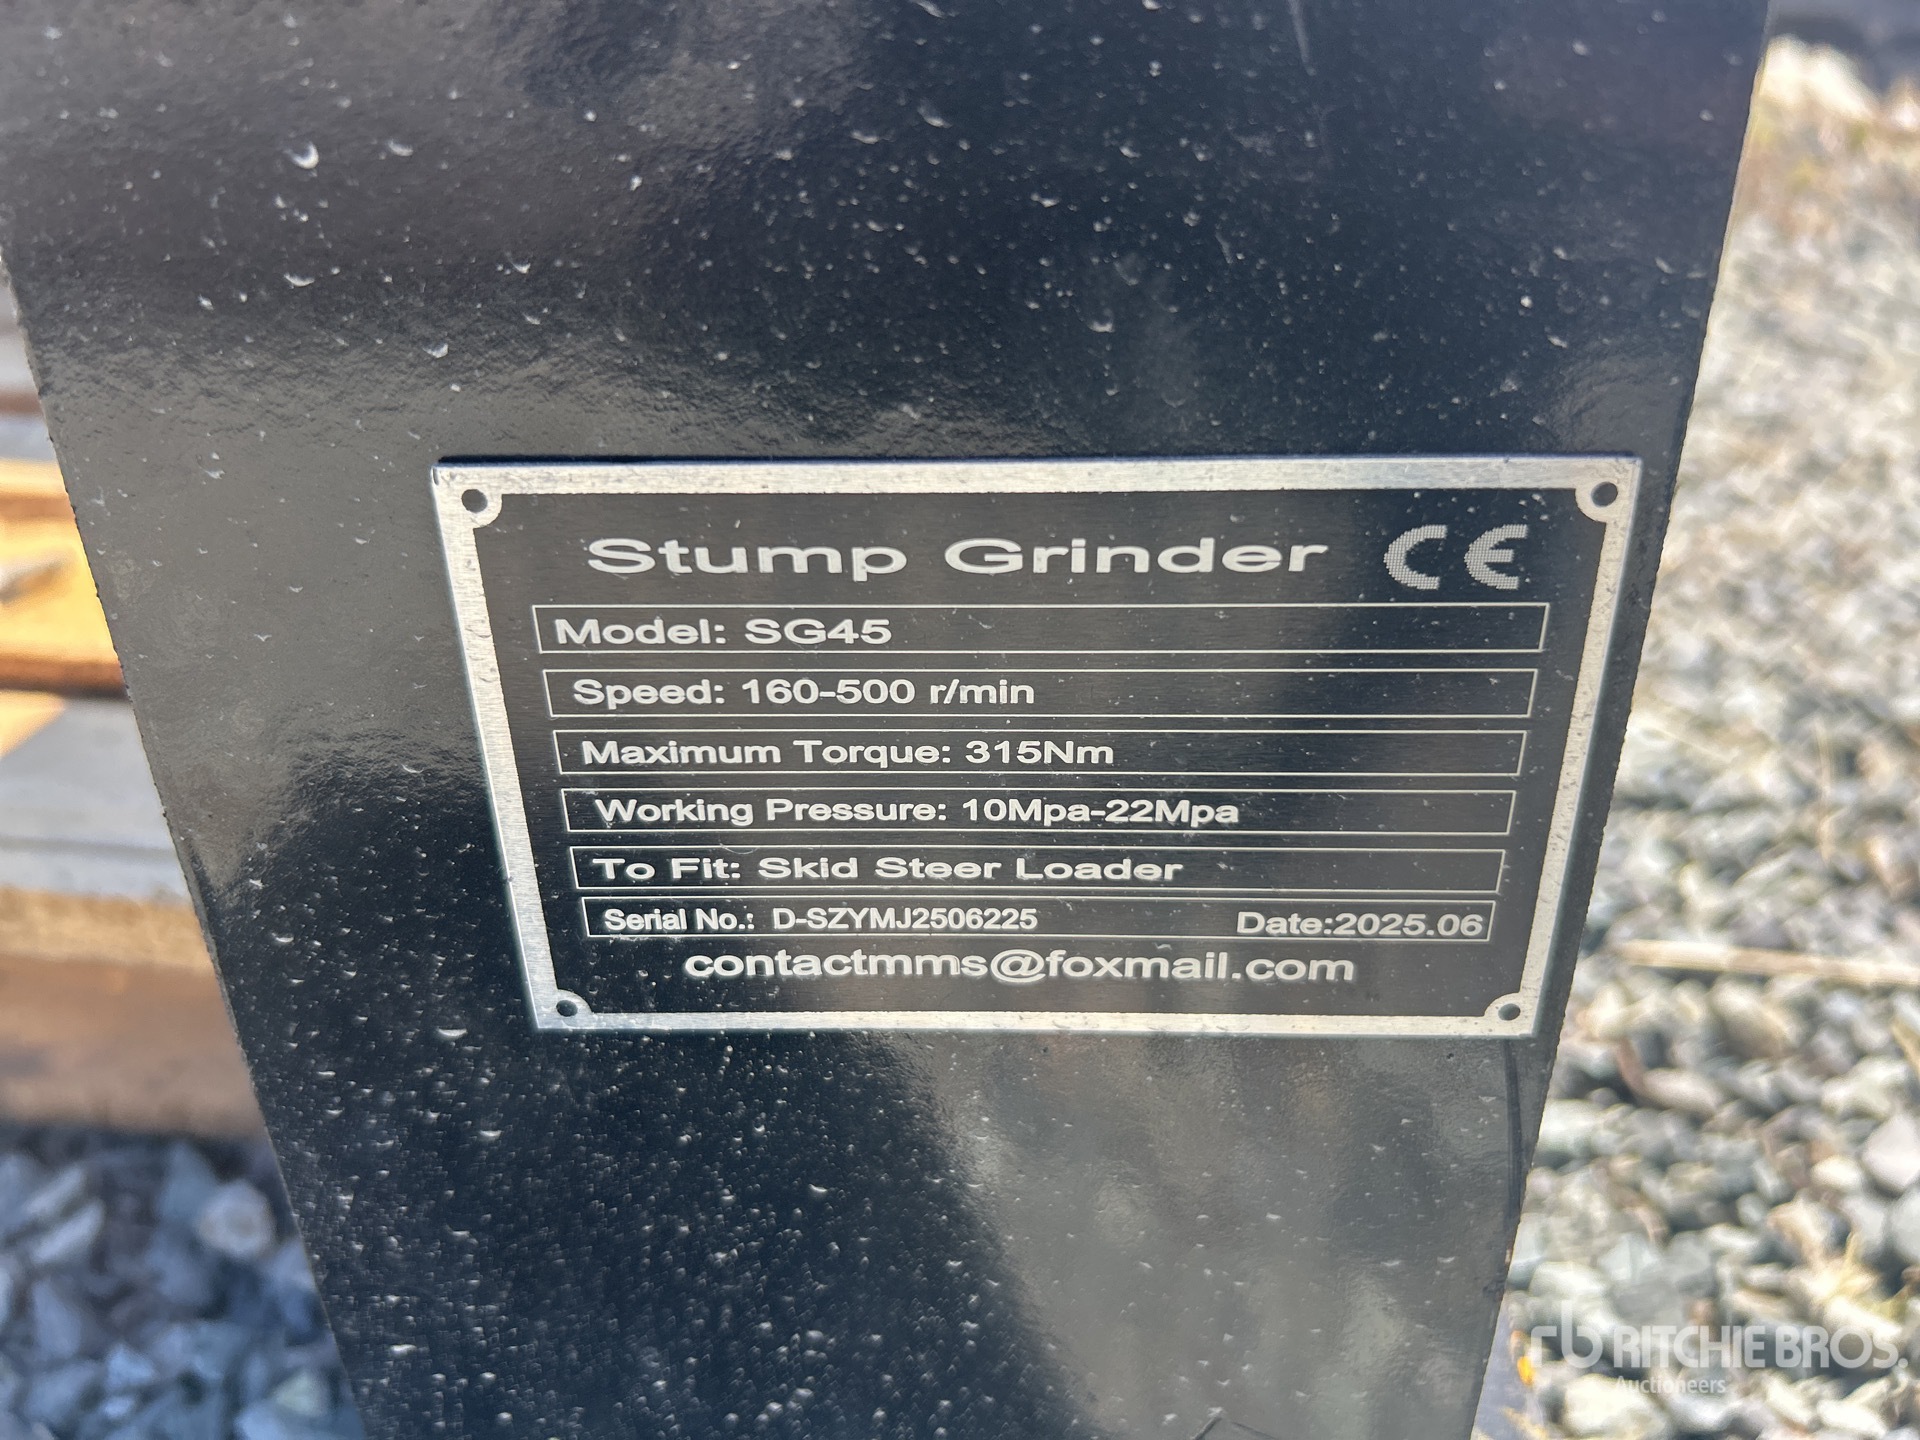 Stump Grinder CE
Model: SG45
Speed: 160-500 r/min
Maximum Torque: 315Nm
Working Pressure: 10Mpa-22Mpa
To Fit: Skid Steer Loader
Serial No.: D-SZYMJ2506225 Date:2025.06
contactmms@foxmail.com
rb RITCHIE BROS.
Auctioneers